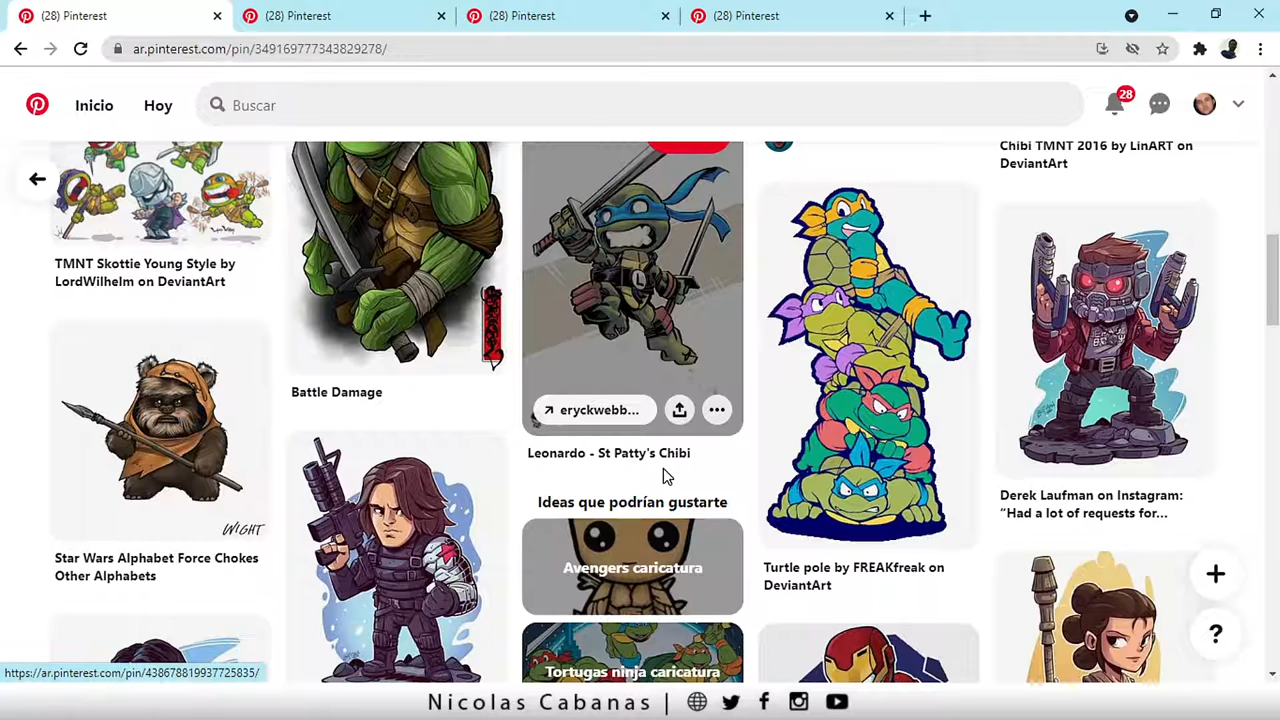 (28) Pinterest
(28) Pinterest
(28) Pinterest
(28) Pinterest
ar.pinterest.com/pin/349169777343829278/
Inicio
Hoy
Buscar
28
TMNT Skottie Young Style by
LordWilhelm on DeviantArt
WIGHT
Star Wars Alphabet Force Chokes
Other Alphabets
Battle Damage
L
eryckwebb...
Leonardo - St Patty's Chibi
Ideas que podrían gustarte
Avengers caricatura
Tortugas ninja caricatura
Turtle pole by FREAKfreak on
DeviantArt
Chibi TMNT 2016 by LinART on
DeviantArt
Derek Laufman on Instagram:
“Had a lot of requests for...
+
?
https://ar.pinterest.com/pin/438678819937725835/
Nicolas Cabanas |